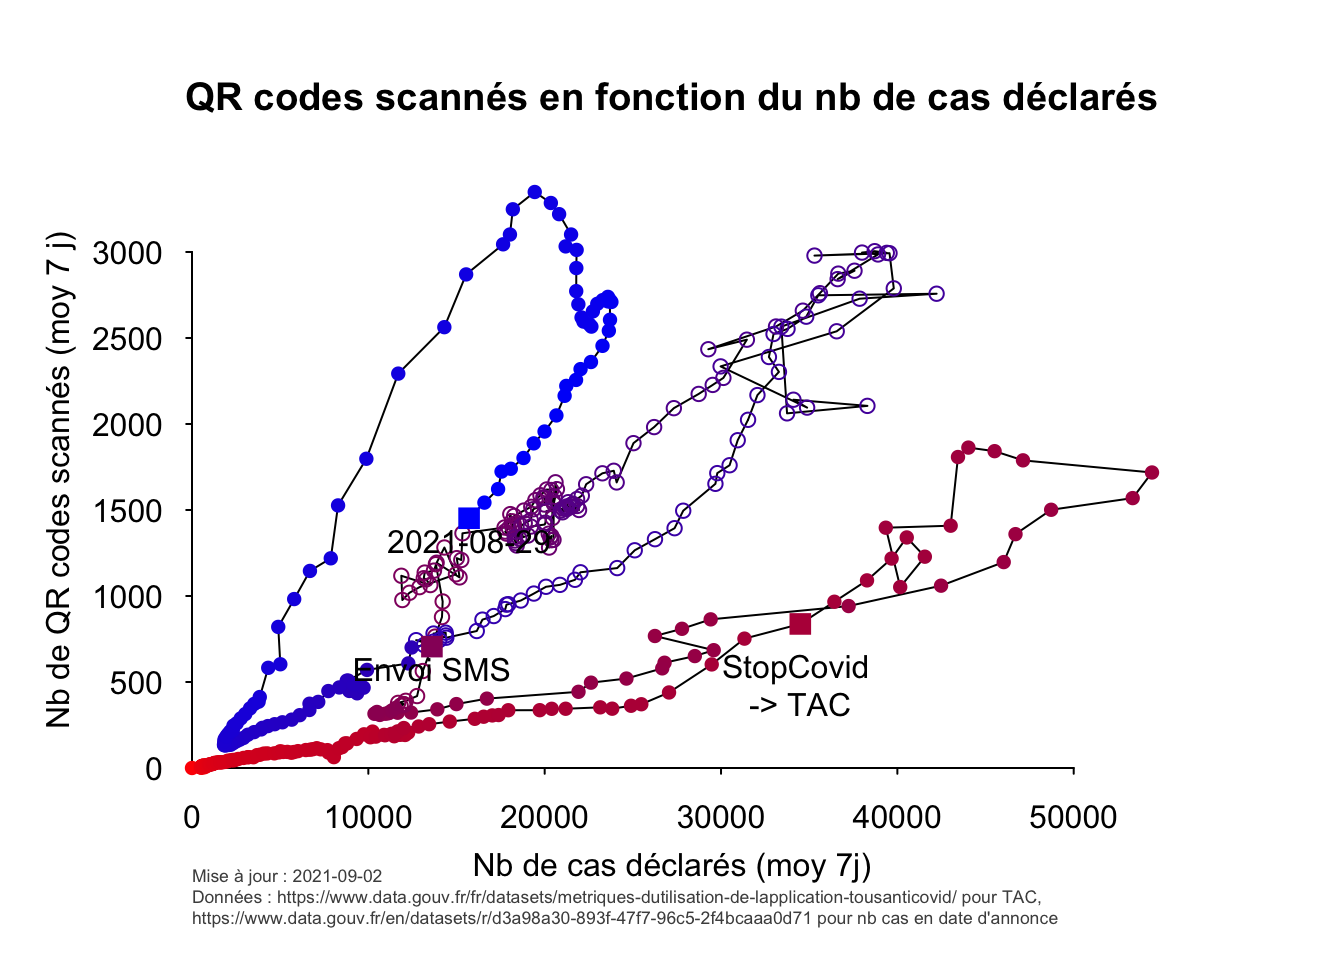 QR codes scannés en fonction du nb de cas déclarés
Nb de QR codes scannés (moy 7 j)
3000
2500
2000
1500
1000
500
0
2021-08-29
Envoi SMS
StopCovid
-> TAC
0 10000 20000 30000 40000 50000
Nb de cas déclarés (moy 7j)
Mise à jour : 2021-09-02
Données : https://www.data.gouv.fr/fr/datasets/metriques-dutilisation-de-lapplication-tousanticovid/ pour TAC,
https://www.data.gouv.fr/en/datasets/r/d3a98a30-893f-47f7-96c5-2f4bcaaa0d71 pour nb cas en date d'annonce